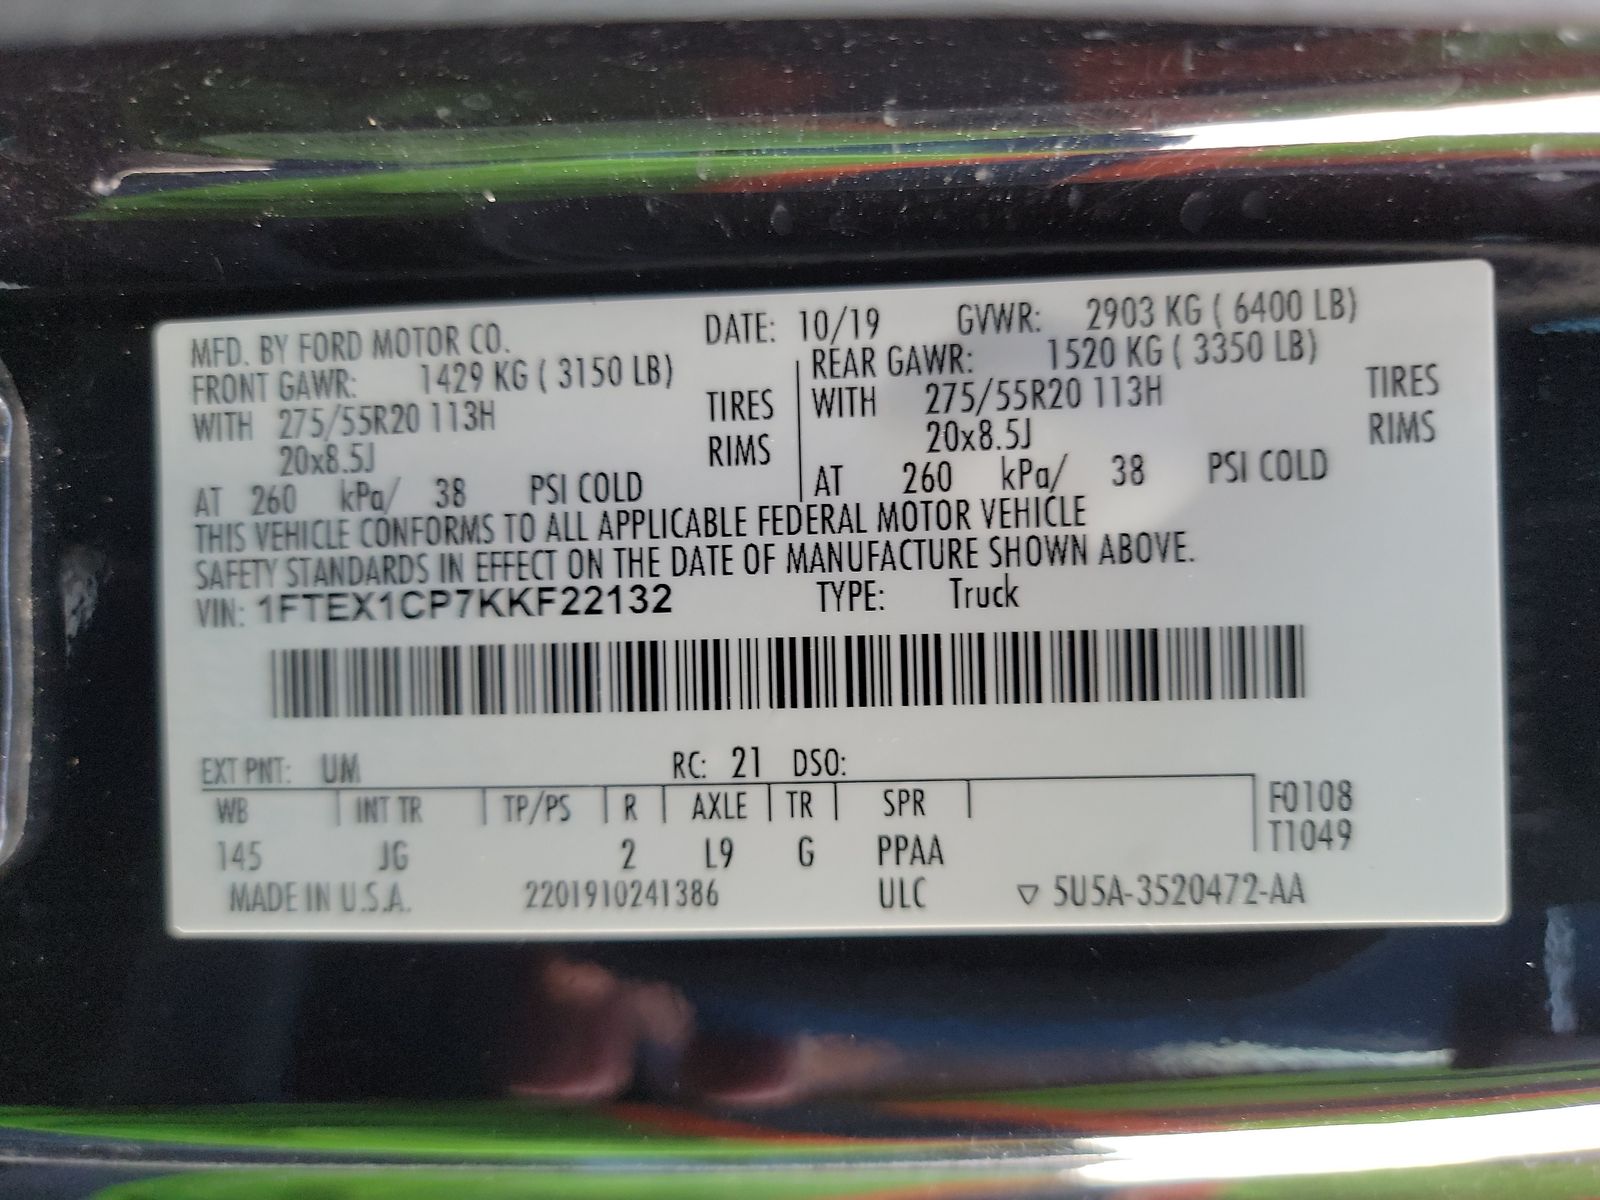 MFD. BY FORD MOTOR CO. DATE: 10/19 GVWR: 2903 KG ( 6400 LB)
FRONT GAWR: 1429 KG ( 3150 LB) REAR GAWR: 1520 KG ( 3350 LB)
WITH 275/55R20 113H TIRES WITH 275/55R20 113H TIRES
20x8.5J RIMS 20x8.5J RIMS
AT 260 kPa/ 38 PSI COLD AT 260 kPa/ 38 PSI COLD
THIS VEHICLE CONFORMS TO ALL APPLICABLE FEDERAL MOTOR VEHICLE
SAFETY STANDARDS IN EFFECT ON THE DATE OF MANUFACTURE SHOWN ABOVE.
VIN: 1FTEX1CP7KKF22132 TYPE: Truck
EXT PNT: UM RC: 21 DSO:
WB INT TR TP/PS R AXLE TR SPR F0108
T1049
145 JG 2 L9 G PPAA
MADE IN U.S.A. 2201910241386 ULC ▽ 5U5A-3520472-AA